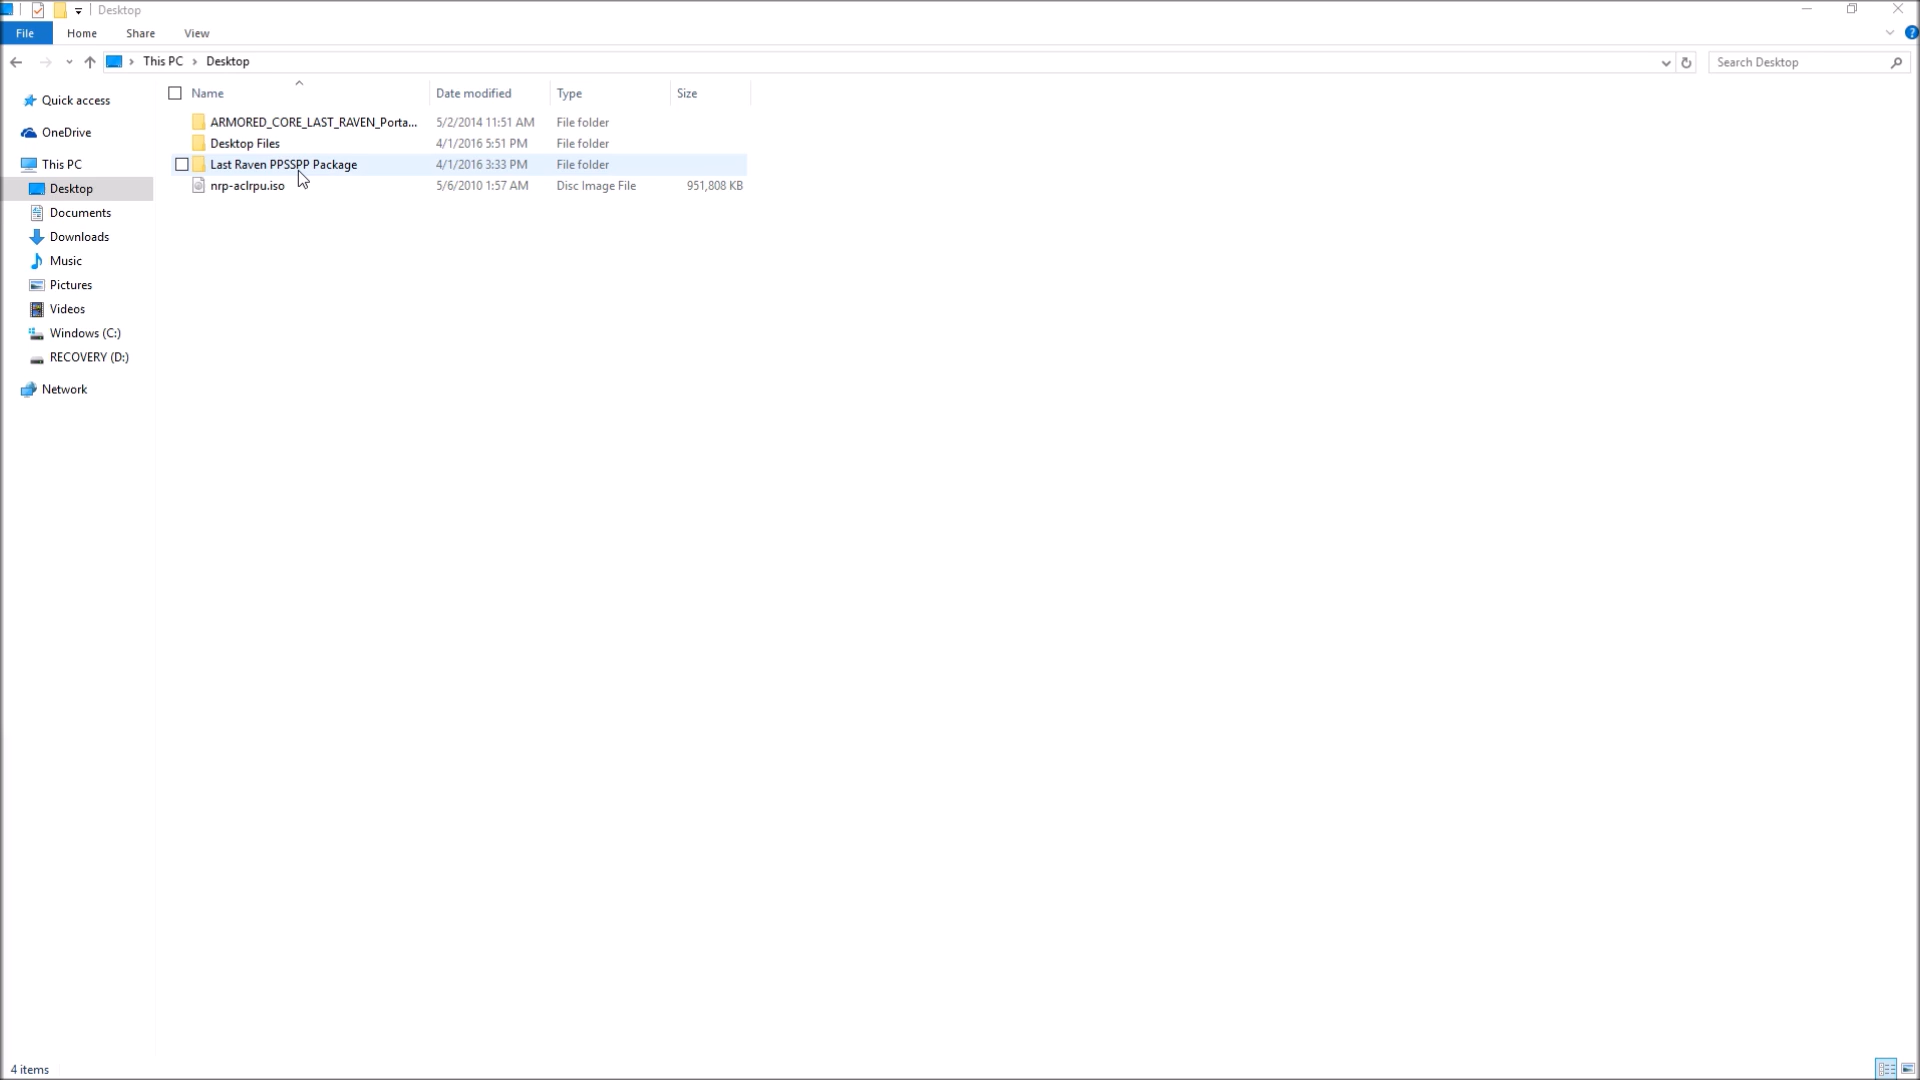 Desktop
File Home Share View
This PC Desktop Search Desktop
Name Date modified Type Size
ARMORED_CORE_LAST_RAVEN_Porta... 5/2/2014 11:51 AM File folder
Desktop Files 4/1/2016 5:51 PM File folder
Last Raven PPSSPP Package 4/1/2016 3:33 PM File folder
nrp-aclrpu.iso 5/6/2010 1:57 AM Disc Image File 951,808 KB
Quick access
OneDrive
This PC
Desktop
Documents
Downloads
Music
Pictures
Videos
Windows (C:)
RECOVERY (D:)
Network
4 items